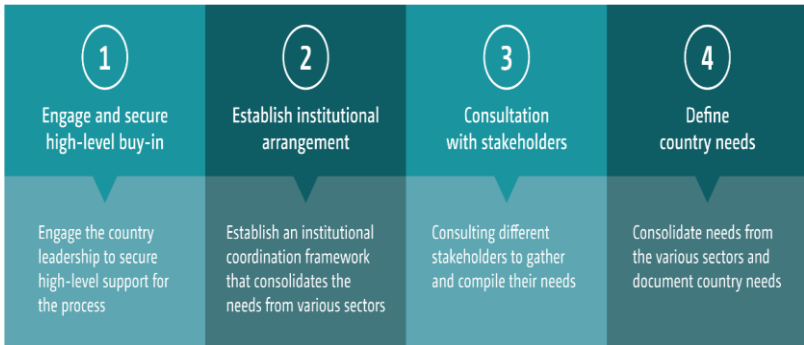 1
Engage and secure
high-level buy-in
Engage the country
leadership to secure
high-level support for
the process
2
Establish institutional
arrangement
Establish an institutional
coordination framework
that consolidates the
needs from various sectors
3
Consultation
with stakeholders
Consulting different
stakeholders to gather
and compile their needs
4
Define
country needs
Consolidate needs from
the various sectors and
document country needs